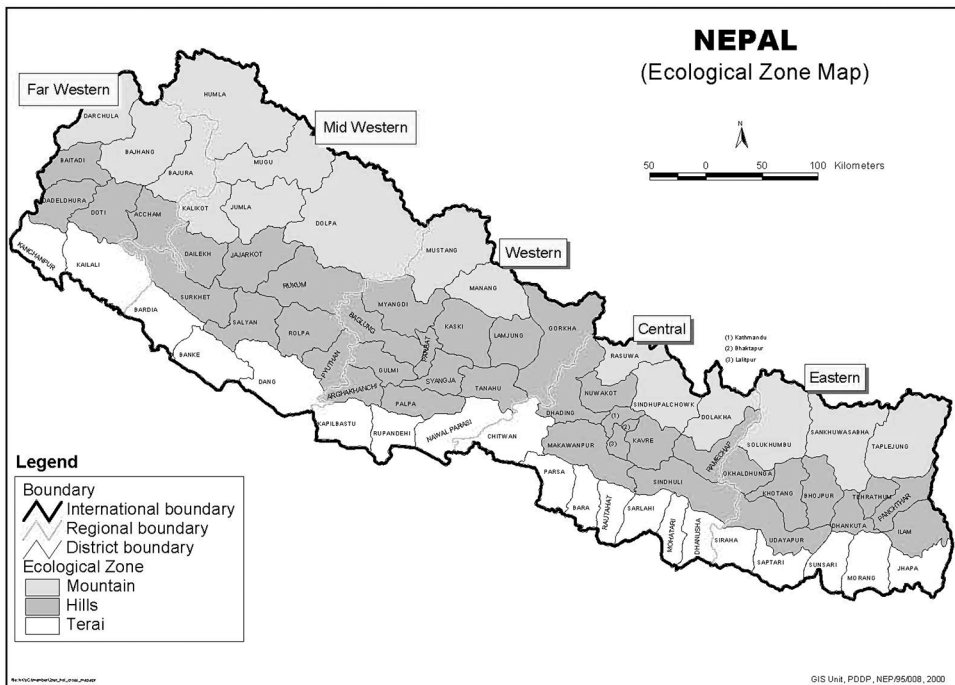 NEPAL
(Ecological Zone Map)
N
50 0 50 100 Kilometers
Far Western
Mid Western
Western
Central
Eastern
(1) Kathmandu
(2) Bhaktapur
(3) Lalitpur
HUMLA
DARCHULA
BAJHANG
MUGU
BAITADI
BAJURA
KALIKOT
JUMLA
DADELDHURA
DOTI
ACCHAM
DOLPA
MUSTANG
KANCHANPUR
KAILALI
DAILEKH
JAJARKOT
RUKUM
MANANG
BARDIA
SURKHET
SALYAN
ROLPA
MYANGDI
BAGLUNG
KASKI
PARBAT
LAMJUNG
GORKHA
BANKE
DANG
PYUTHAN
GULMI
SYANGJA
TANAHU
ARGHAKHANCHI
PALPA
KAPILBASTU
RUPANDEHI
NAWAL PARASI
CHITWAN
RASUWA
NUWAKOT
SINDHUPALCHOWK
DOLAKHA
DHADING
(1)
(2)
(3)
KAVRE
MAKAWANPUR
RAMECHAP
SOLUKHUMBU
SANKHUWASABHA
TAPLEJUNG
OKHALDHUNGA
SINDHULI
KHOTANG
BHOJPUR
TEHRATHUM
PANCHTHAR
DHANKUTA
ILAM
UDAYAPUR
PARSA
BARA
RAUTAHAT
SARLAHI
MOHATARI
DHANUSHA
SIRAHA
SAPTARI
SUNSARI
MORANG
JHAPA
Legend
Boundary
International boundary
Regional boundary
District boundary
Ecological Zone
Mountain
Hills
Terai
GIS Unit, PDDP, NEP/95/008, 2000